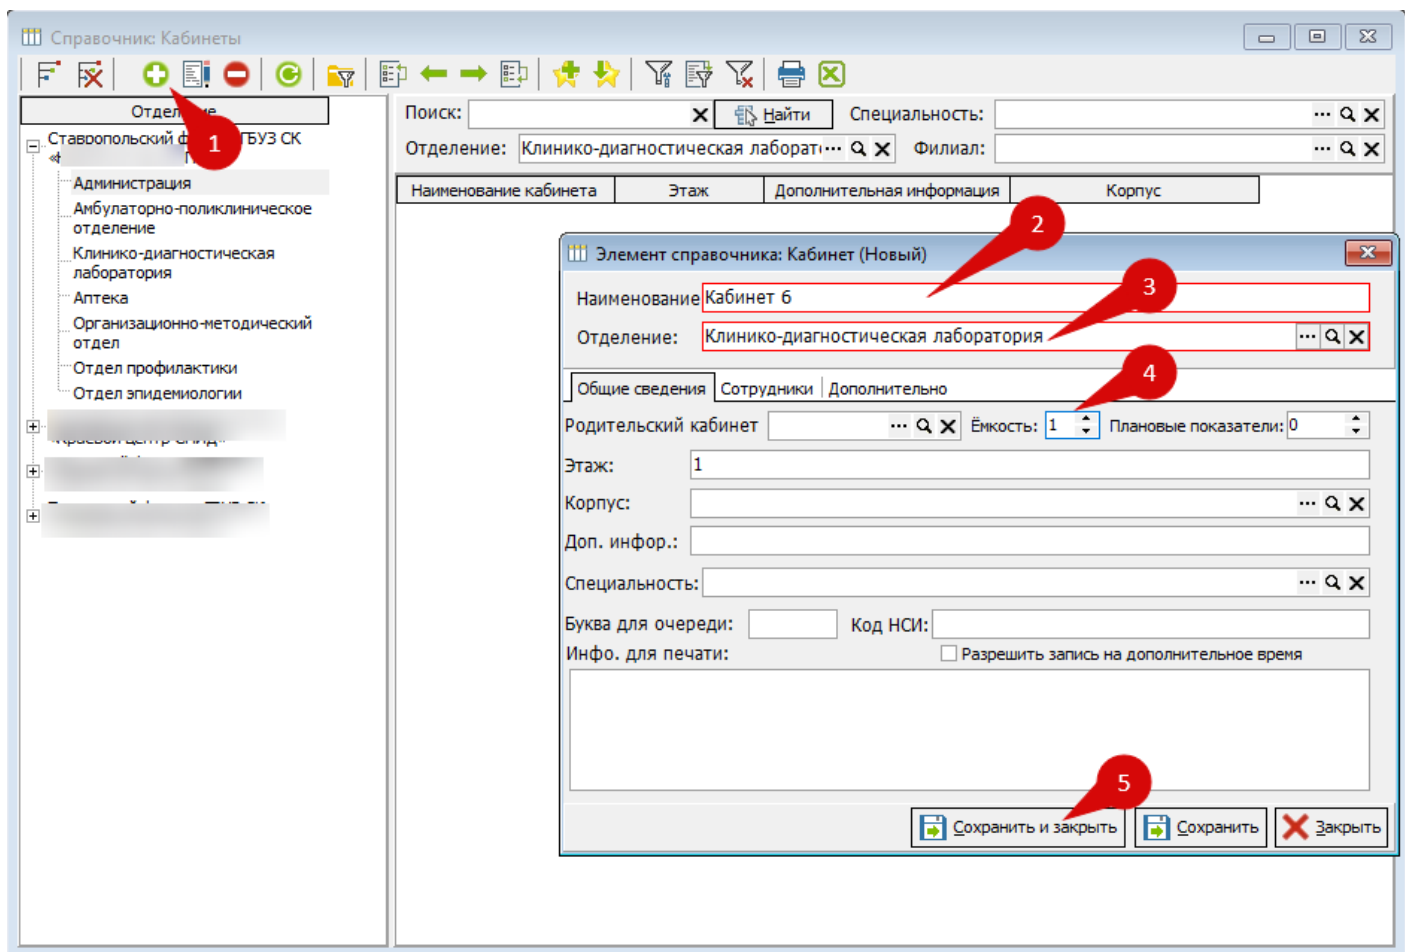 Справочник: Кабинеты
Отделение
1
Ставропольский ГБУЗ СК
Администрация
Амбулаторно-поликлиническое
отделение
Клинико-диагностическая
лаборатория
Аптека
Организационно-методический
отдел
Отдел профилактики
Отдел эпидемиологии
Поиск:
Найти
Специальность:
Отделение: Клинико-диагностическая лаборат
Филиал:
Наименование кабинета Этаж Дополнительная информация Корпус
2
Элемент справочника: Кабинет (Новый)
Наименование Кабинет 6
3
Отделение: Клинико-диагностическая лаборатория
4
Общие сведения Сотрудники Дополнительно
Родительский кабинет Ёмкость: 1 Плановые показатели: 0
Этаж: 1
Корпус:
Доп. инфор.:
Специальность:
Буква для очереди: Код НСИ:
Инфо. для печати: Разрешить запись на дополнительное время
5
Сохранить и закрыть Сохранить Закрыть